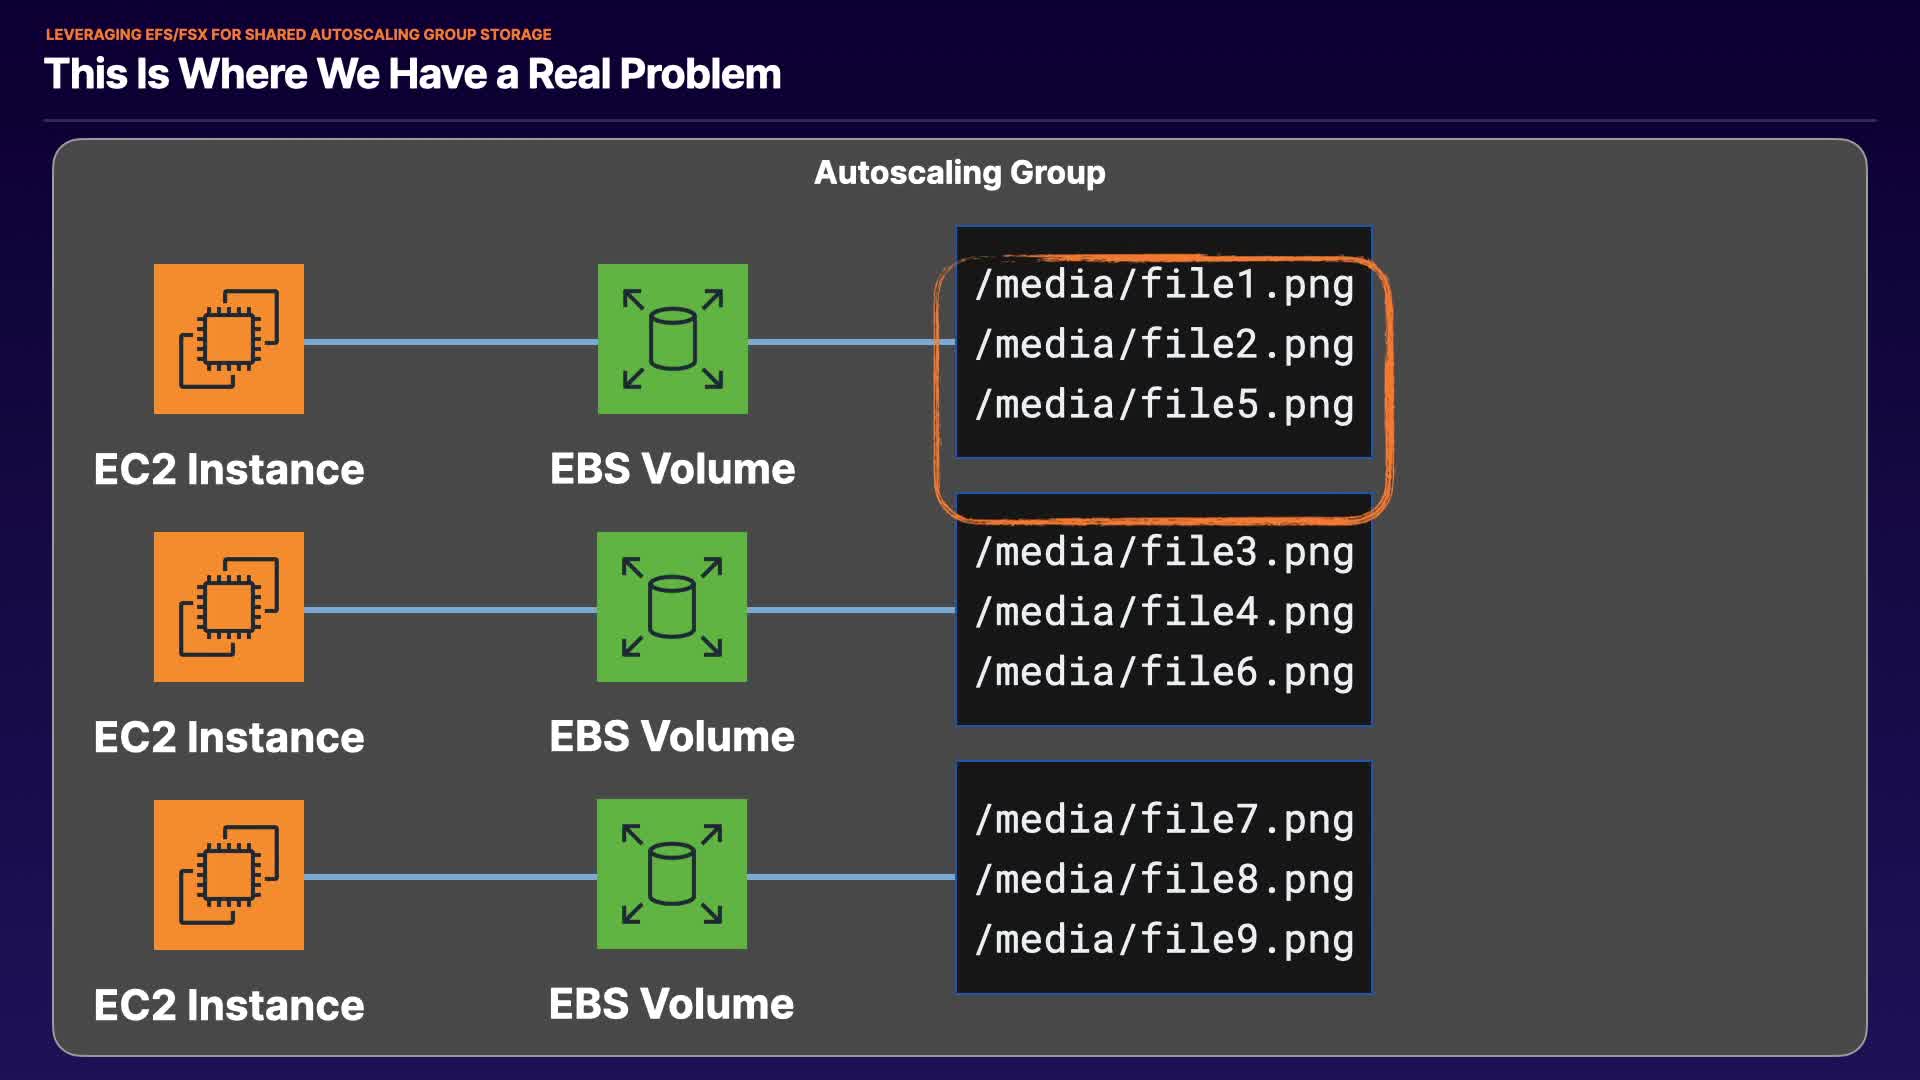 LEVERAGING EFS/FSX FOR SHARED AUTOSCALING GROUP STORAGE
This Is Where We Have a Real Problem
Autoscaling Group
/media/file1.png
/media/file2.png
/media/file5.png
EC2 Instance
EBS Volume
/media/file3.png
/media/file4.png
/media/file6.png
EC2 Instance
EBS Volume
/media/file7.png
/media/file8.png
/media/file9.png
EC2 Instance
EBS Volume